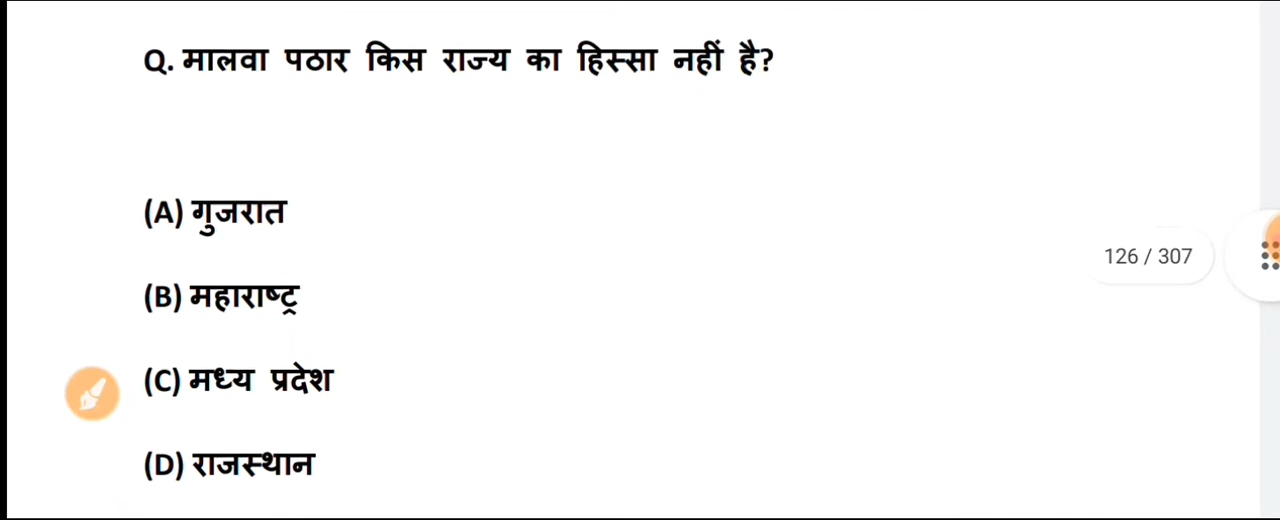 Q. मालवा पठार किस राज्य का हिस्सा नहीं है?
(A) गुजरात
126 / 307
(B) महाराष्ट्र
(C) मध्य प्रदेश
(D) राजस्थान